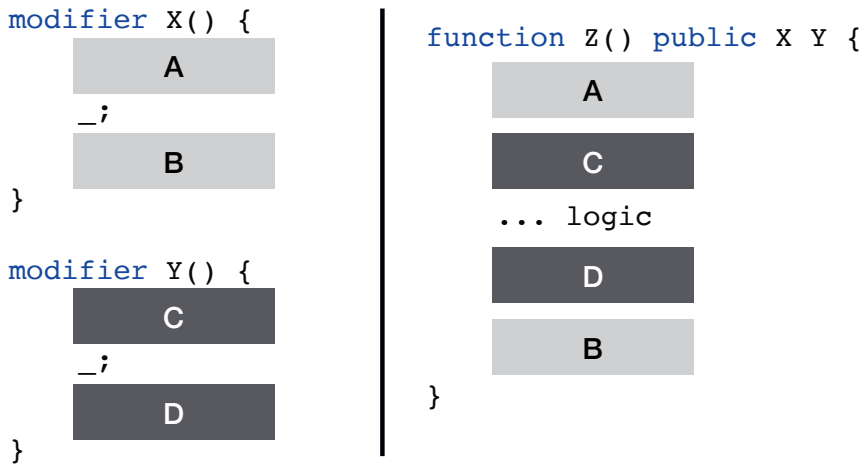 modifier X() {
A
_;
B
}
modifier Y() {
C
_;
D
}
function Z() public X Y {
A
C
... logic
D
B
}